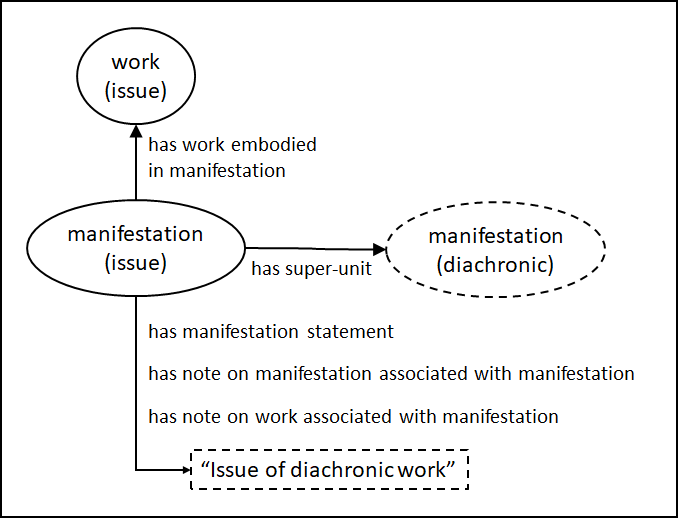 work
(issue)
has work embodied
in manifestation
manifestation
(issue)
has super-unit
manifestation
(diachronic)
has manifestation statement
has note on manifestation associated with manifestation
has note on work associated with manifestation
“Issue of diachronic work”